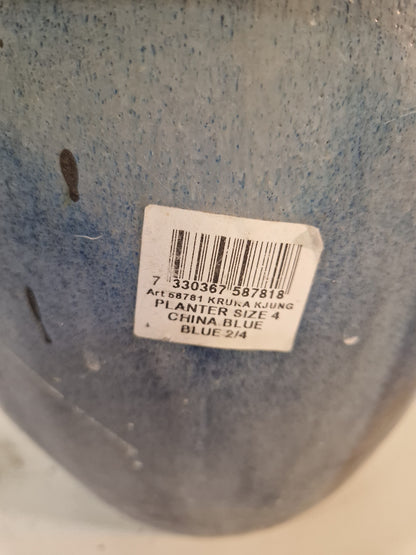 7 330367 587818
Art 58781 KRUKA KJUNG
PLANTER SIZE 4
CHINA BLUE
BLUE 2/4